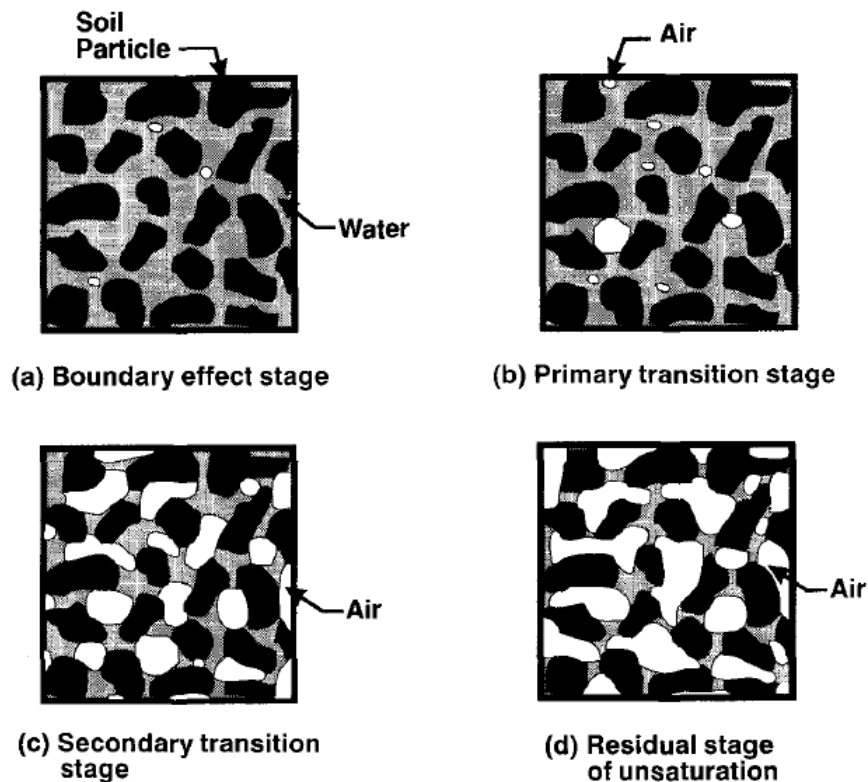 Soil
Particle
Air
Water
(a) Boundary effect stage
(b) Primary transition stage
Air
Air
(c) Secondary transition
stage
(d) Residual stage
of unsaturation